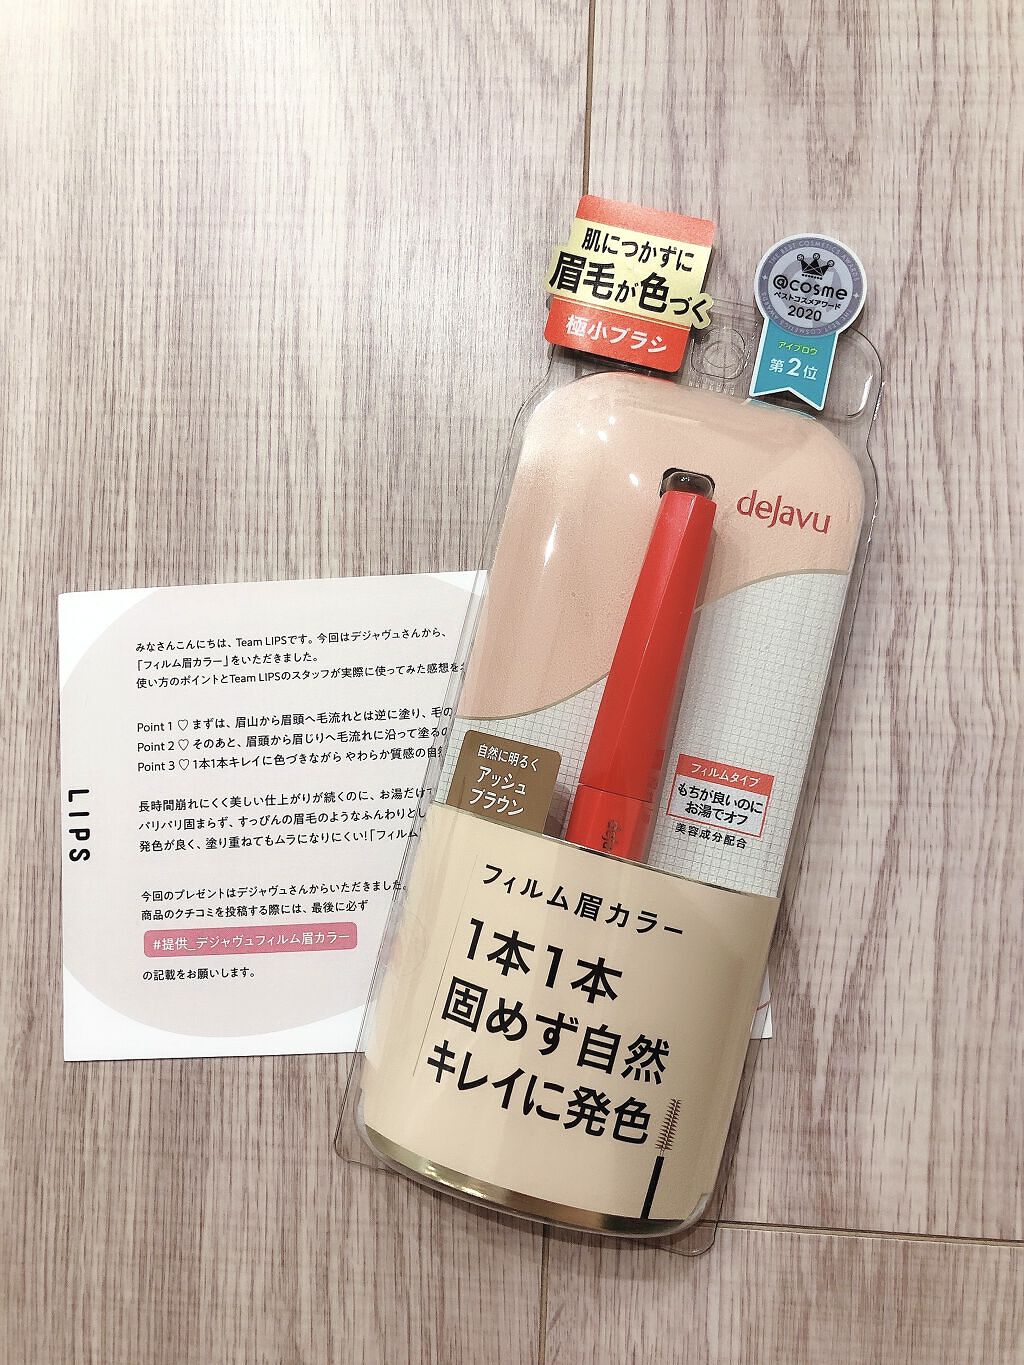 肌につかずに
眉毛が色づく
極小ブラシ
THE BEST COSMETICS AWARDS
@cosme
ベストコスメアワード
2020
アイブロウ
第2位
dejavu
自然に明るく
アッシュ
ブラウン
フィルムタイプ
もちが良いのに
お湯でオフ
美容成分配合
フィルム眉カラー
1本1本
固めず自然
キレイに発色
LIPS
みなさんこんにちは、Team LIPSです。今回はデジャヴュさんから、
「フィルム眉カラー」をいただきました。
使い方のポイントとTeam LIPSのスタッフが実際に使ってみた感想を
Point 1 ♡ まずは、眉山から眉頭へ毛流れとは逆に塗り、毛の
Point 2 ♡ そのあと、眉頭から眉じりへ毛流れに沿って塗るの
Point 3 ♡ 1本1本キレイに色づきながら やわらか質感の自然
長時間崩れにくく美しい仕上がりが続くのに、お湯だけで
パリパリ固まらず、すっぴんの眉毛のようなふんわりとし
発色が良く、塗り重ねてもムラになりにくい!「フィルム
今回のプレゼントはデジャヴュさんからいただきました。
商品のクチコミを投稿する際には、最後に必ず
#提供_デジャヴュフィルム眉カラー
の記載をお願いします。